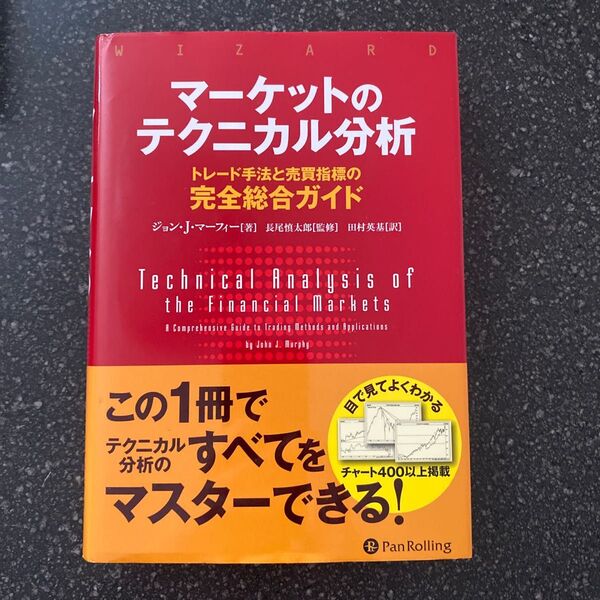 WIZARD
マーケットの
テクニカル分析
トレード手法と売買指標の
完全総合ガイド
ジョン・J・マーフィー[著] 長尾慎太郎[監修] 田村英基[訳]
Technical Analysis of
the Financial Markets
A Comprehensive Guide to Trading Methods and Applications
by John J. Murphy
この1冊で
テクニカル
分析の
すべてを
マスターできる!
目で見てよくわかる
チャート400以上掲載
PanRolling